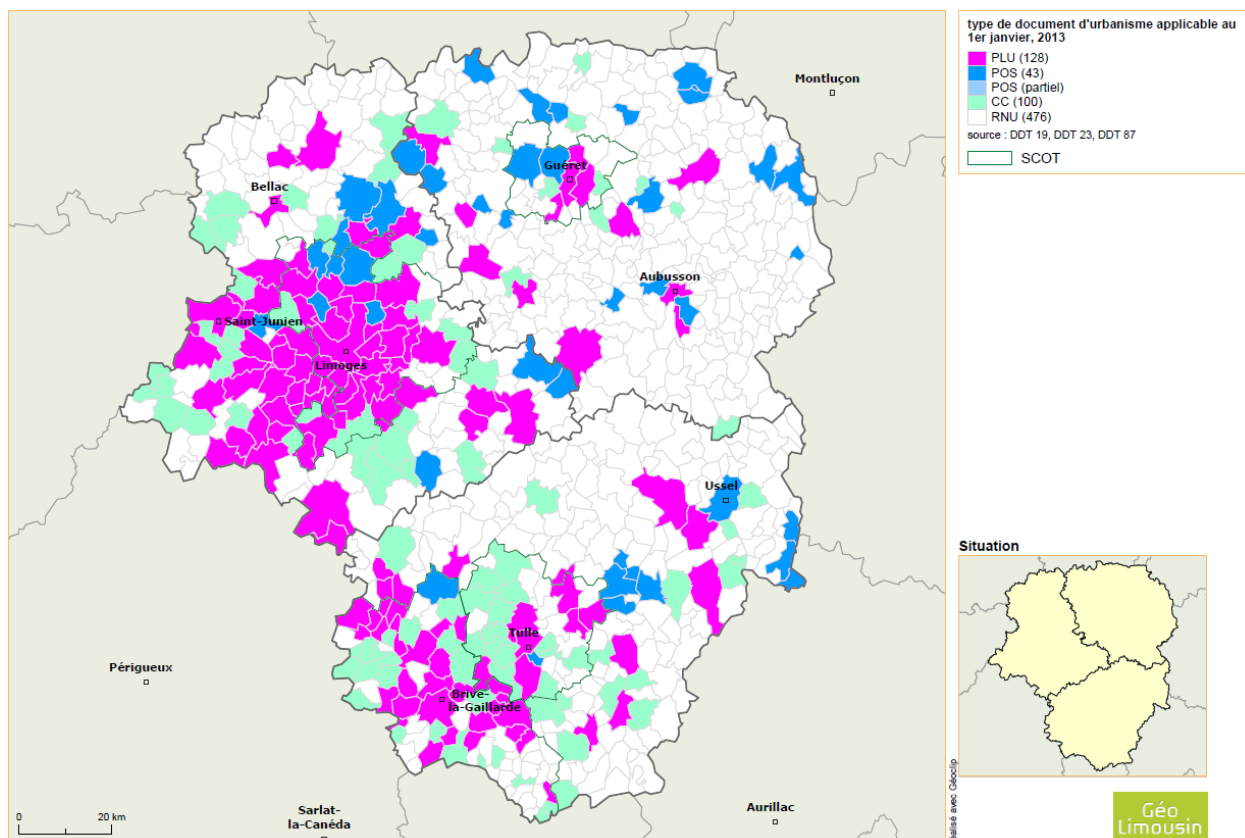 type de document d'urbanisme applicable au
1er janvier, 2013
PLU (128)
POS (43)
POS (partiel)
CC (100)
RNU (476)
source : DDT 19, DDT 23, DDT 87
SCOT
Montluçon
Guéret
Bellac
Aubusson
Saint-Junien
Limoges
Ussel
Tulle
Périgueux
Brive-
la-Gaillarde
Sarlat-
la-Canéda
Aurillac
0 20 km
Situation
avec Géoclip
Géo
Limousin